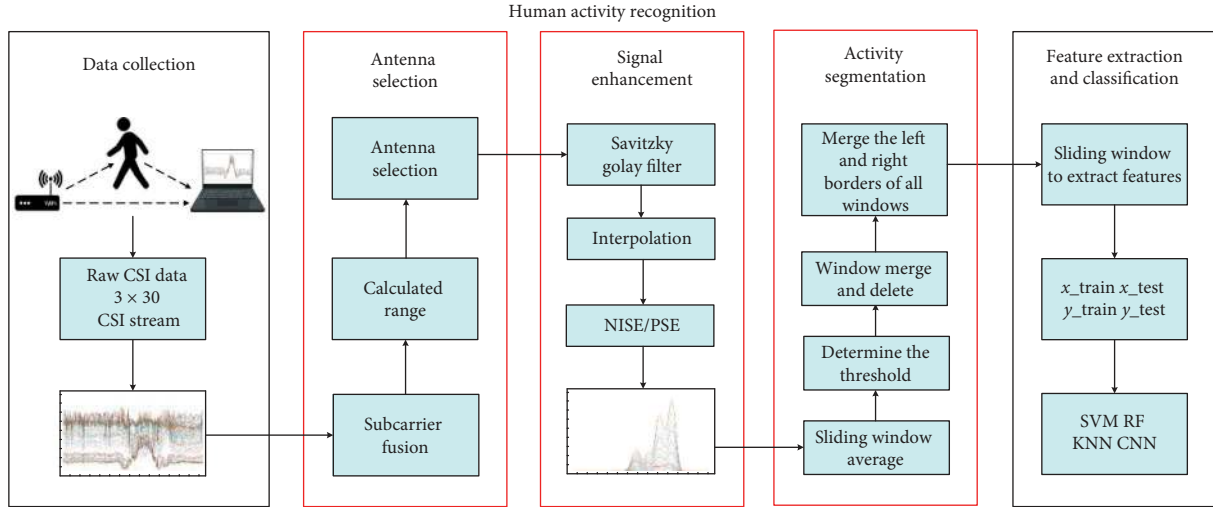 Human activity recognition
Data collection
Raw CSI data
3 × 30
CSI stream
Antenna
selection
Antenna
selection
Calculated
range
Subcarrier
fusion
Signal
enhancement
Savitzky
golay filter
Interpolation
NISE/PSE
Activity
segmentation
Merge the left
and right
borders of all
windows
Window merge
and delete
Determine the
threshold
Sliding window
average
Feature extraction
and classification
Sliding window
to extract features
x_train x_test
y_train y_test
SVM RF
KNN CNN